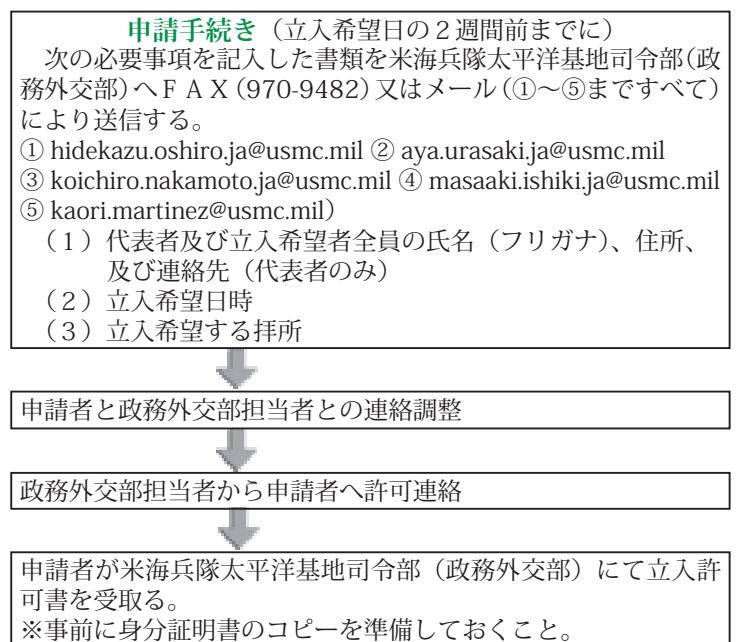 申請手続き（立入希望日の２週間前までに）
次の必要事項を記入した書類を米海兵隊太平洋基地司令部（政
務外交部）へＦＡＸ（970-9482）又はメール（①～⑤まですべて）
により送信する。
① hidekazu.oshiro.ja@usmc.mil ② aya.urasaki.ja@usmc.mil
③ koichiro.nakamoto.ja@usmc.mil ④ masaaki.ishiki.ja@usmc.mil
⑤ kaori.martinez@usmc.mil）
（１）代表者及び立入希望者全員の氏名（フリガナ）、住所、
及び連絡先（代表者のみ）
（２）立入希望日時
（３）立入希望する拝所
申請者と政務外交部担当者との連絡調整
政務外交部担当者から申請者へ許可連絡
申請者が米海兵隊太平洋基地司令部（政務外交部）にて立入許
可書を受取る。
※事前に身分証明書のコピーを準備しておくこと。